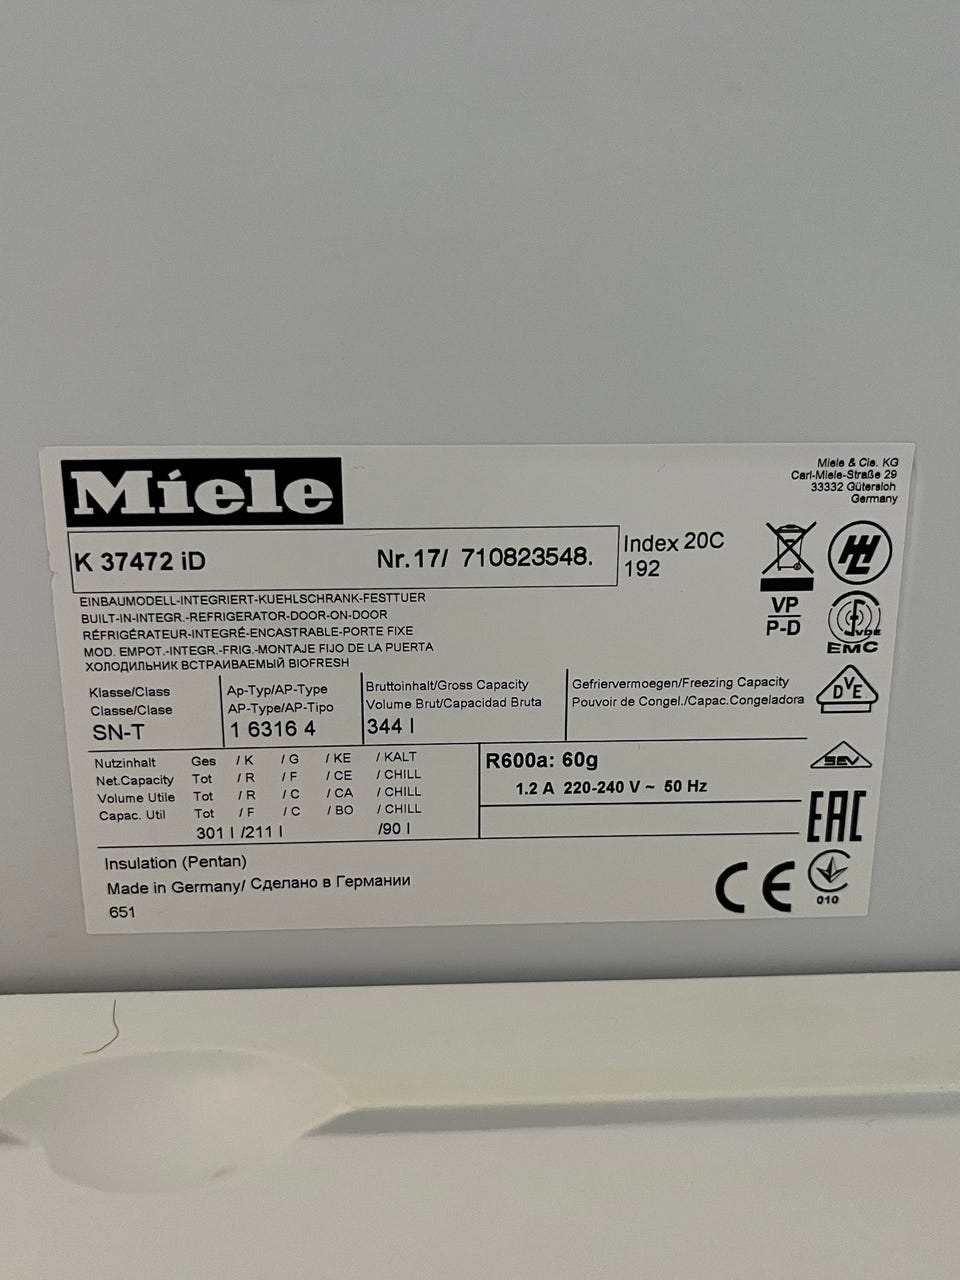 Miele
Miele & Cie. KG
Carl-Miele-Straße 29
33332 Gütersloh
Germany
K 37472 iD Nr.17/ 710823548.
Index 20C
192
EINBAUMODELL-INTEGRIERT-KUEHLSCHRANK-FESTTUER
BUILT-IN-INTEGR.-REFRIGERATOR-DOOR-ON-DOOR
RÉFRIGÉRATEUR-INTEGRÉ-ENCASTRABLE-PORTE FIXE
MOD. EMPOT.-INTEGR.-FRIG.-MONTAJE FIJO DE LA PUERTA
ХОЛОДИЛЬНИК ВСТРАИВАЕМЫЙ BIOFRESH
VP
P-D
VDE
EMC
Klasse/Class
Classe/Clase
SN-T
Ap-Typ/AP-Type
AP-Type/AP-Tipo
1 6316 4
Bruttoinhalt/Gross Capacity
Volume Brut/Capacidad Bruta
344 l
Gefriervermoegen/Freezing Capacity
Pouvoir de Congel./Capac.Congeladora
DVE
Nutzinhalt Ges / K / G / KE / KALT
Net.Capacity Tot / R / F / CE / CHILL
Volume Utile Tot / R / C / CA / CHILL
Capac. Util Tot / F / C / BO / CHILL
301 l /211 l /90 l
R600a: 60g
1.2 A 220-240 V ~ 50 Hz
SEV
EAC
Insulation (Pentan)
Made in Germany/ Сделано в Германии
651
CE
010